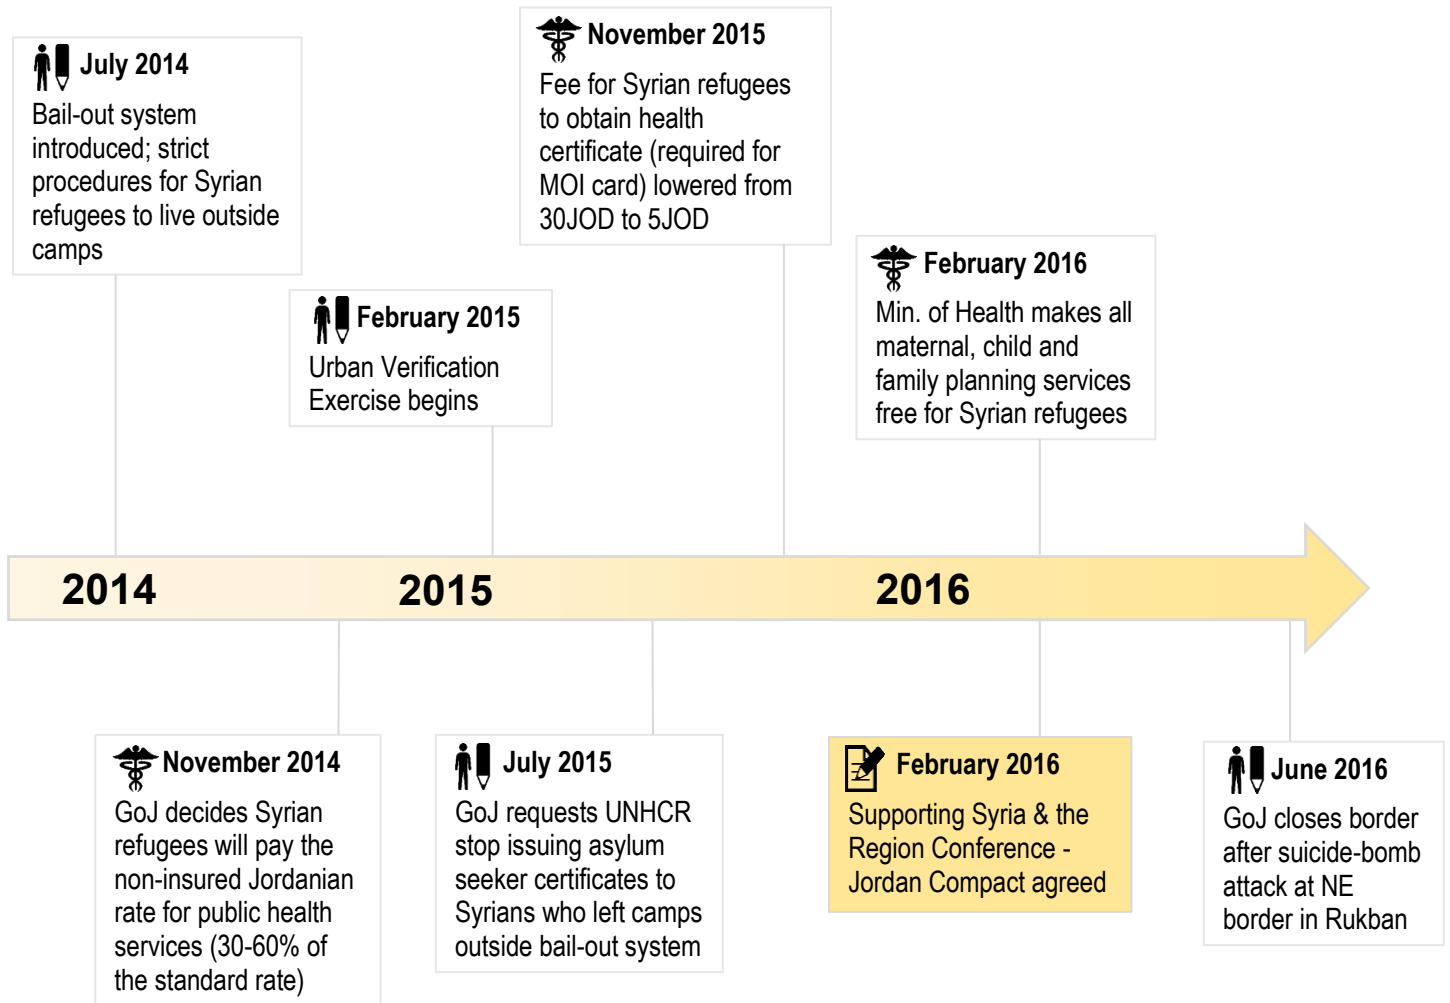 July 2014
Bail-out system
introduced; strict
procedures for Syrian
refugees to live outside
camps
November 2015
Fee for Syrian refugees
to obtain health
certificate (required for
MOI card) lowered from
30JOD to 5JOD
February 2015
Urban Verification
Exercise begins
February 2016
Min. of Health makes all
maternal, child and
family planning services
free for Syrian refugees
2014
2015
2016
November 2014
GoJ decides Syrian
refugees will pay the
non-insured Jordanian
rate for public health
services (30-60% of
the standard rate)
July 2015
GoJ requests UNHCR
stop issuing asylum
seeker certificates to
Syrians who left camps
outside bail-out system
February 2016
Supporting Syria & the
Region Conference -
Jordan Compact agreed
June 2016
GoJ closes border
after suicide-bomb
attack at NE
border in Rukban